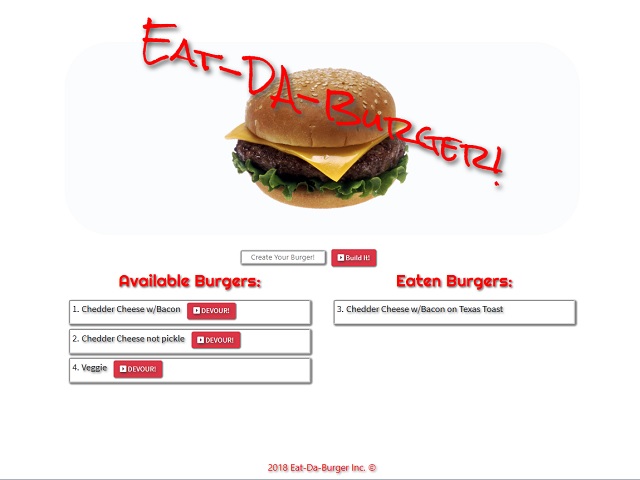 Eat-DA-Burger!
Create Your Burger!
Build It!
Available Burgers:
1. Chedder Cheese w/Bacon DEVOUR!
2. Chedder Cheese not pickle DEVOUR!
4. Veggie DEVOUR!
Eaten Burgers:
3. Chedder Cheese w/Bacon on Texas Toast
2018 Eat-Da-Burger Inc. ©